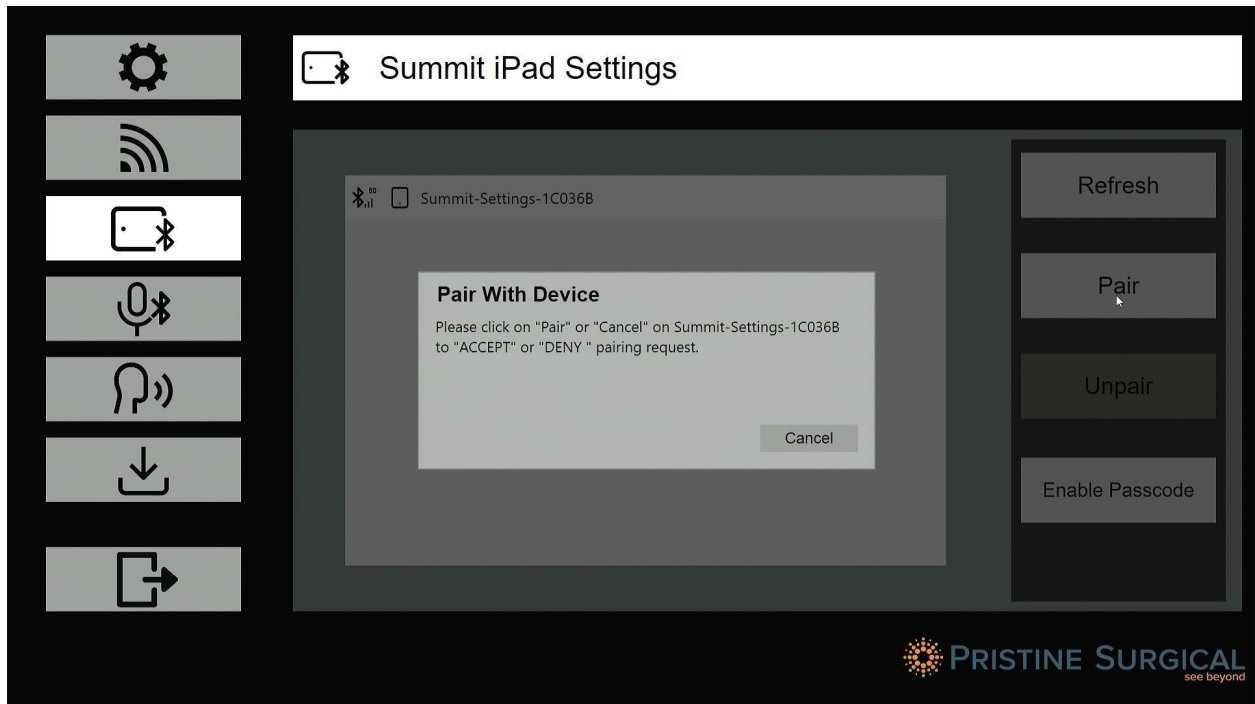 Summit iPad Settings
80
Summit-Settings-1C036B
Pair With Device
Please click on "Pair" or "Cancel" on Summit-Settings-1C036B
to "ACCEPT" or "DENY " pairing request.
Cancel
Refresh
Pair
Unpair
Enable Passcode
PRISTINE SURGICAL
see beyond